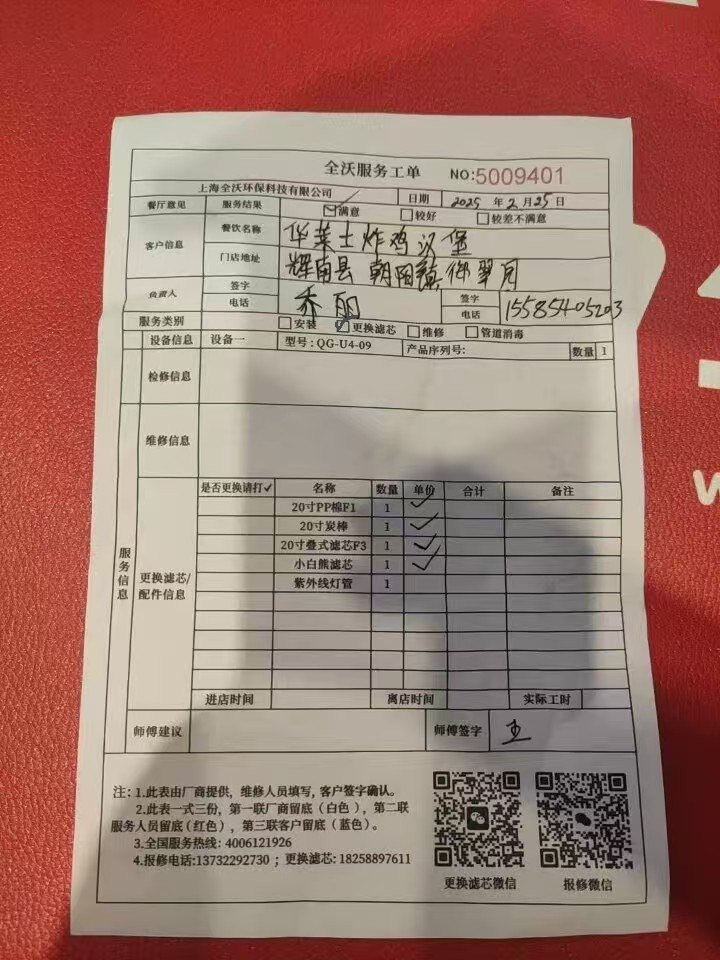 全沃服务工单 NO:5009401
上海全沃环保科技有限公司 日期 2025 年 2 月 25 日
餐厅意见 服务结果 ☑满意 □较好 □较差不满意
客户信息 餐饮名称 华莱士炸鸡汉堡
门店地址 辉南县 朝阳镇御翠园
负责人 签字 电话 乔丽 签字 电话 15585405203
服务类别 □安装 ☑更换滤芯 □维修 □管道消毒
设备信息 设备一 型号：QG-U4-09 产品序列号: 数量 1
检修信息
维修信息
服务信息
更换滤芯/配件信息
是否更换请打✓ 名称 数量 单价 合计 备注
20寸PP棉F1 1 ✓
20寸炭棒 1 ✓
20寸叠式滤芯F3 1 ✓
小白熊滤芯 1 ✓
紫外线灯管 1
进店时间 离店时间 实际工时
师傅建议 师傅签字 王
注：1.此表由厂商提供，维修人员填写，客户签字确认。
2.此表一式三份，第一联厂商留底（白色），第二联
服务人员留底（红色），第三联客户留底（蓝色）。
3.全国服务热线：4006121926
4.报修电话:13732292730 ；更换滤芯: 18258897611
更换滤芯微信 报修微信